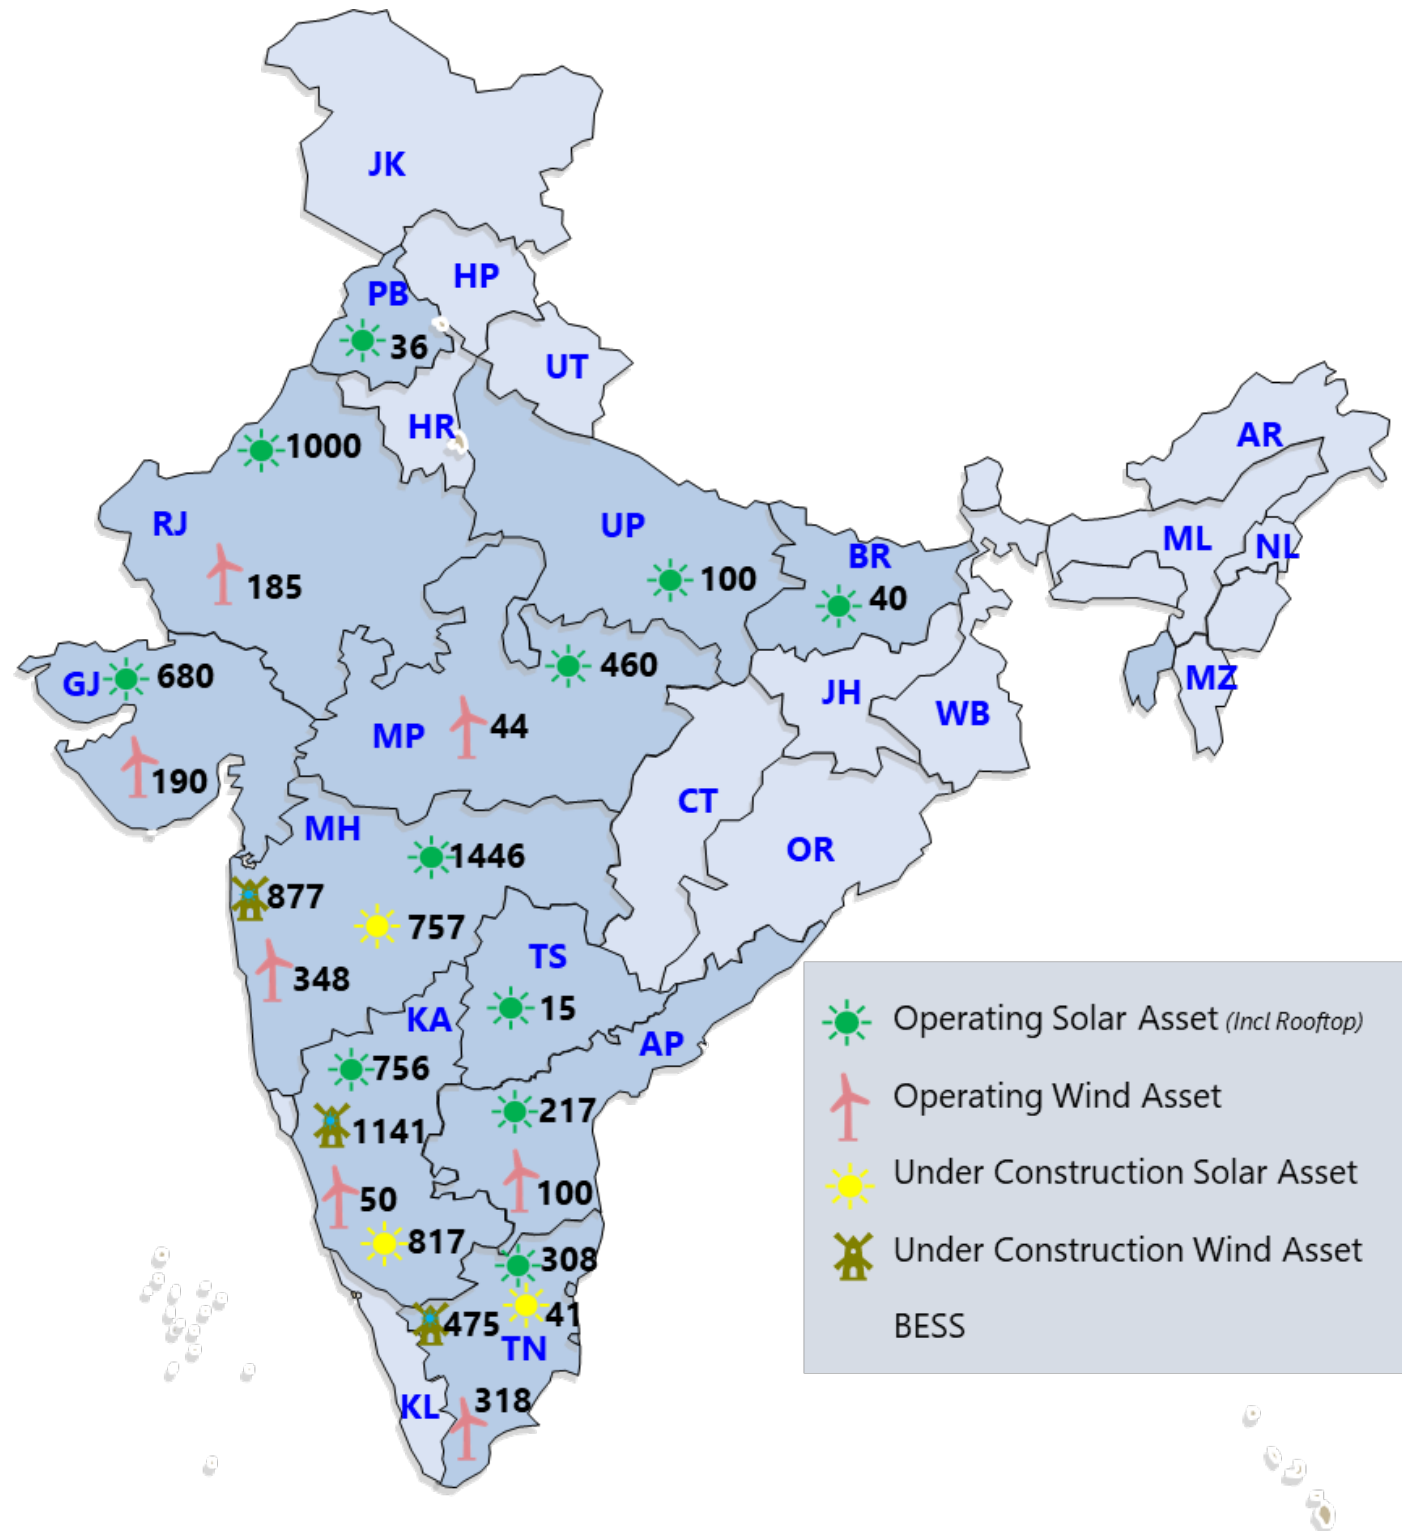 JK
HP
PB
36
UT
HR
1000
RJ
185
UP
100
BR
40
AR
ML
NL
MZ
GJ
680
190
460
MP
44
JH
WB
CT
OR
MH
1446
877
757
348
TS
15
KA
AP
756
1141
50
817
217
100
308
41
475
TN
KL
318
Operating Solar Asset (Incl Rooftop)
Operating Wind Asset
Under Construction Solar Asset
Under Construction Wind Asset
BESS